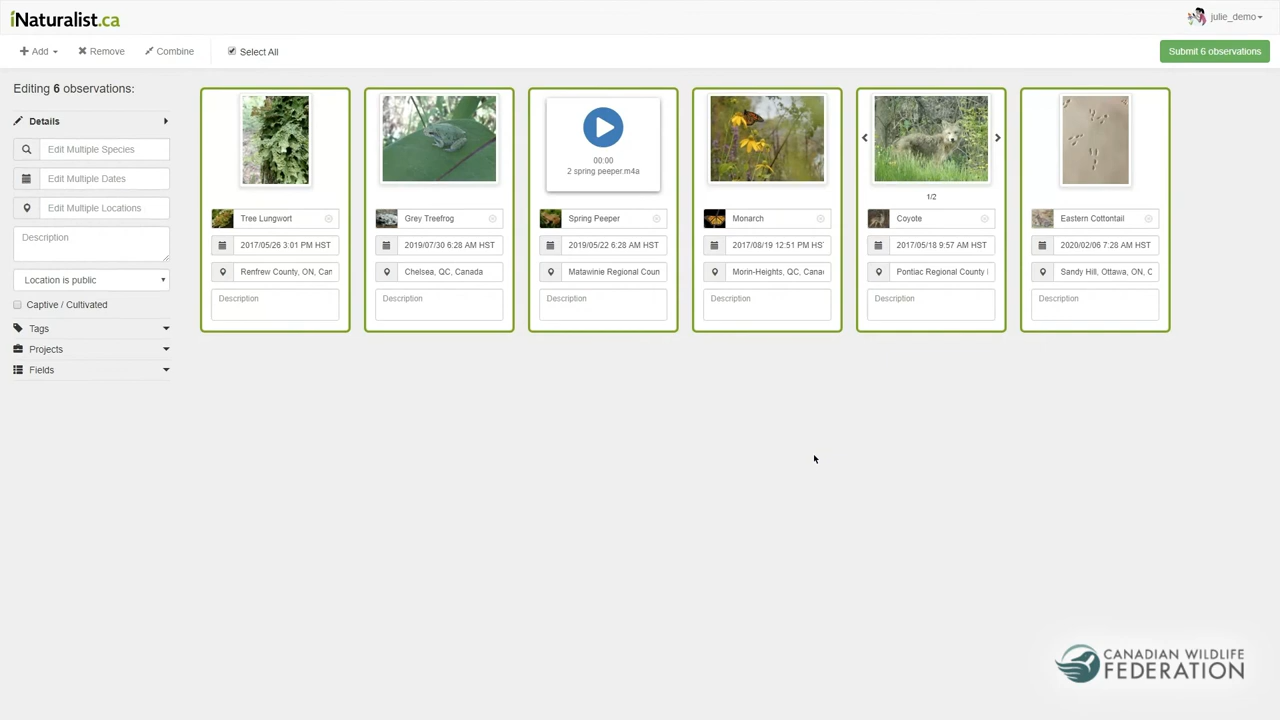 iNaturalist.ca
julie_demo
Add
Remove
Combine
Select All
Submit 6 observations
Editing 6 observations:
Details
Edit Multiple Species
Edit Multiple Dates
Edit Multiple Locations
Description
Location is public
Captive / Cultivated
Tags
Projects
Fields
Tree Lungwort
2017/05/26 3:01 PM HST
Renfrew County, ON, Can
Description
Grey Treefrog
2019/07/30 6:28 AM HST
Chelsea, QC, Canada
Description
00:00
2 spring peeper.m4a
Spring Peeper
2019/05/22 6:28 AM HST
Matawinie Regional Coun
Description
Monarch
2017/08/19 12:51 PM HS
Morin-Heights, QC, Cana
Description
1/2
Coyote
2017/05/18 9:57 AM HST
Pontiac Regional County
Description
Eastern Cottontail
2020/02/06 7:28 AM HST
Sandy Hill, Ottawa, ON, C
Description
CANADIAN WILDLIFE
FEDERATION